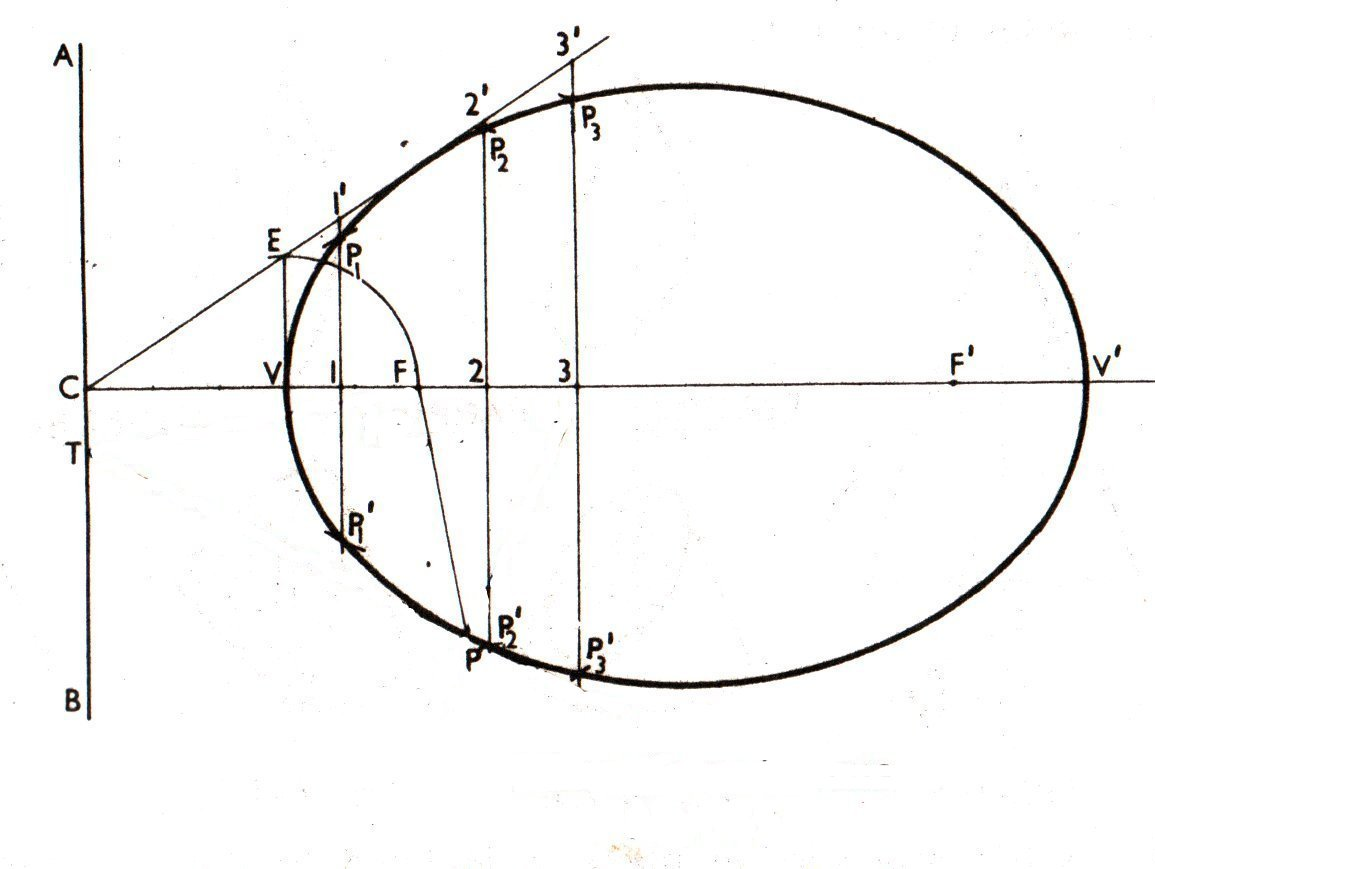 A
3'
2'
P3
P2
1'
E
P1
C V 1 F 2 3 F' V'
T
P1'
P2'
P P3'
B